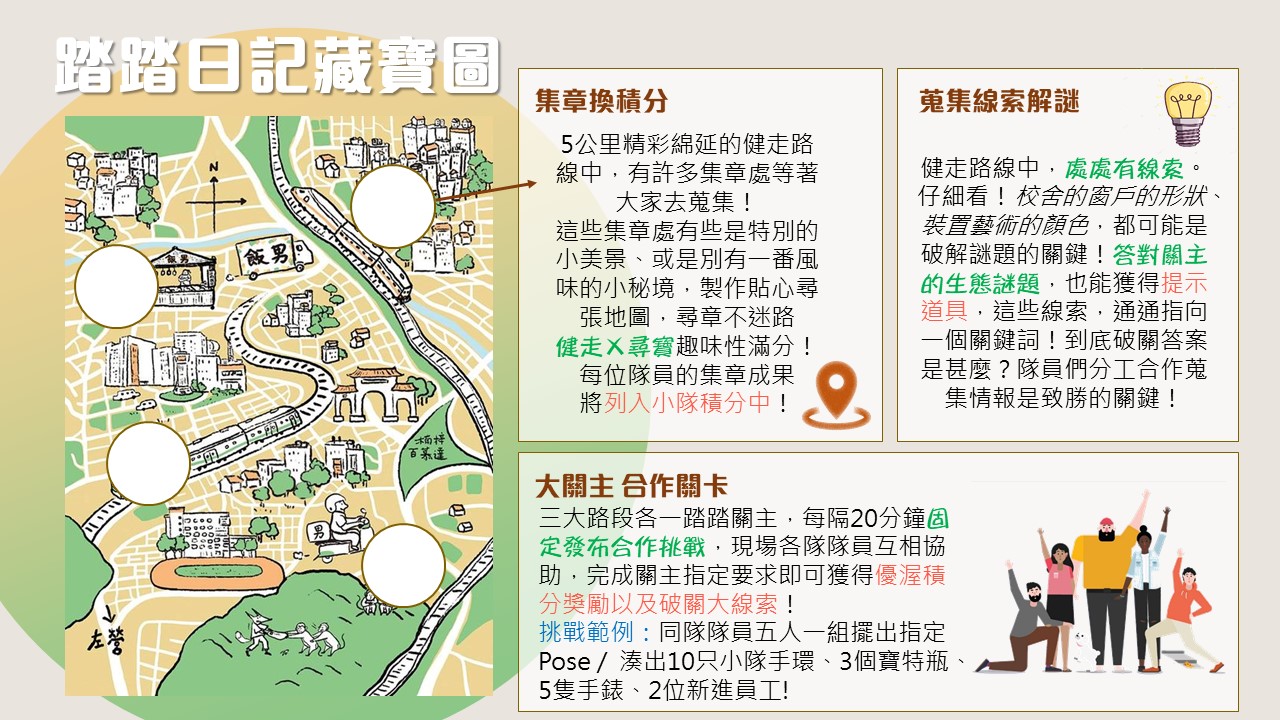 踏踏日記藏寶圖
N
飯男
飯男
柏梓
百慕達
男
左營
集章換積分
5公里精彩綿延的健走路
線中，有許多集章處等著
大家去蒐集！
這些集章處有些是特別的
小美景、或是別有一番風
味的小秘境，製作貼心尋
張地圖，尋章不迷路
健走X尋寶趣味性滿分！
每位隊員的集章成果
將列入小隊積分中！
蒐集線索解謎
健走路線中，處處有線索。
仔細看！校舍的窗戶的形狀、
裝置藝術的顏色，都可能是
破解謎題的關鍵！答對關主
的生態謎題，也能獲得提示
道具，這些線索，通通指向
一個關鍵詞！到底破關答案
是甚麼？隊員們分工合作蒐
集情報是致勝的關鍵！
大關主 合作關卡
三大路段各一踏踏關主，每隔20分鐘固
定發布合作挑戰，現場各隊隊員互相協
助，完成關主指定要求即可獲得優渥積
分獎勵以及破關大線索！
挑戰範例：同隊隊員五人一組擺出指定
Pose / 湊出10只小隊手環、3個寶特瓶、
5隻手錶、2位新進員工!